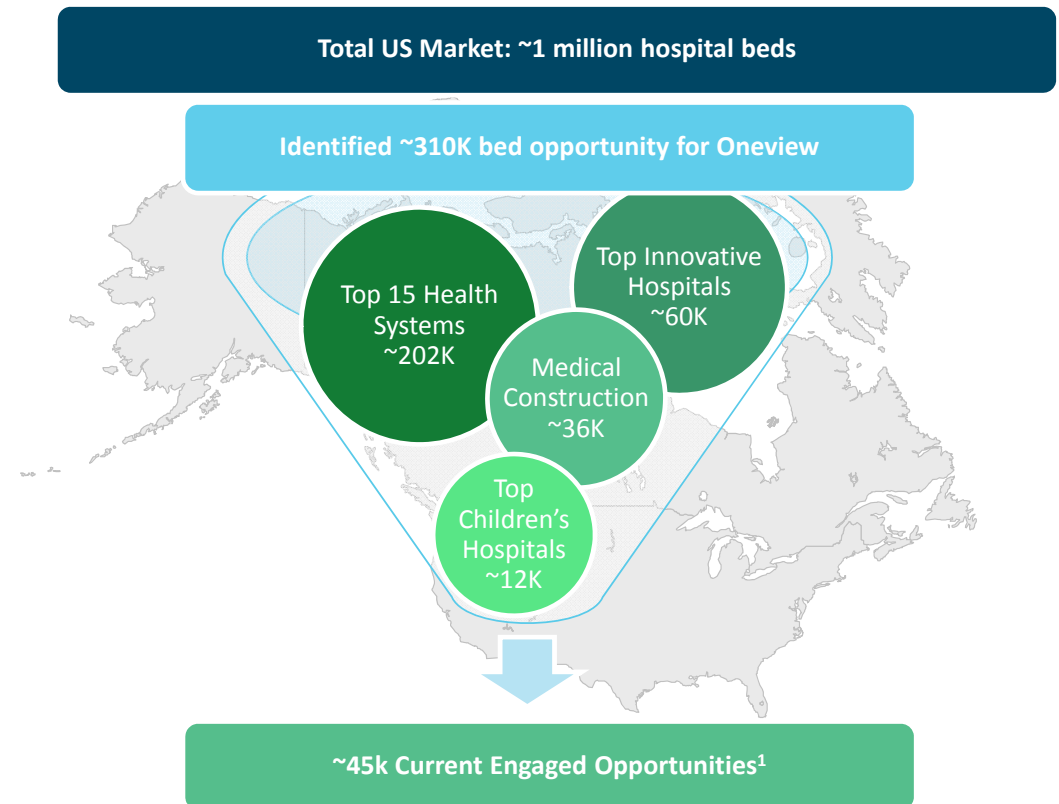 Total US Market: ~1 million hospital beds
Identified ~310K bed opportunity for Oneview
Top 15 Health
Systems
~202K
Top Innovative
Hospitals
~60K
Medical
Construction
~36K
Top
Children’s
Hospitals
~12K
~45k Current Engaged Opportunities¹